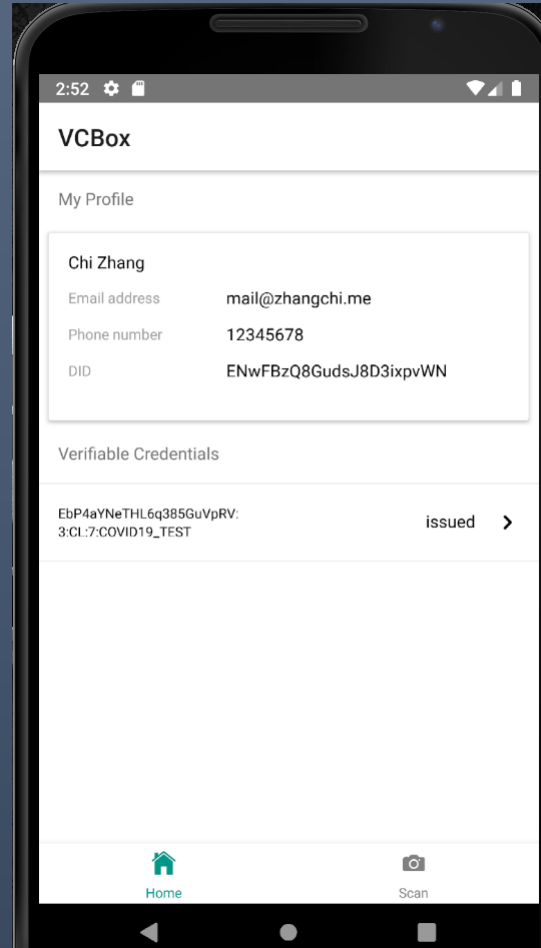 2:52
VCBox
My Profile
Chi Zhang
Email address mail@zhangchi.me
Phone number 12345678
DID ENwFBzQ8GudsJ8D3ixpvWN
Verifiable Credentials
EbP4aYNeTHL6q385GuVpRV:
3:CL:7:COVID19_TEST
issued
Home Scan